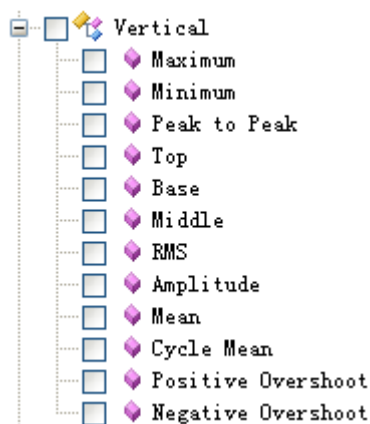 Vertical
Maximum
Minimum
Peak to Peak
Top
Base
Middle
RMS
Amplitude
Mean
Cycle Mean
Positive Overshoot
Negative Overshoot